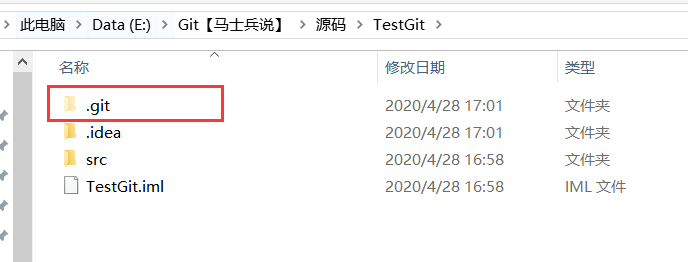 此电脑 > Data (E:) > Git【马士兵说】 > 源码 > TestGit >
名称 修改日期 类型
.git 2020/4/28 17:01 文件夹
.idea 2020/4/28 17:01 文件夹
src 2020/4/28 16:58 文件夹
TestGit.iml 2020/4/28 16:58 IML 文件